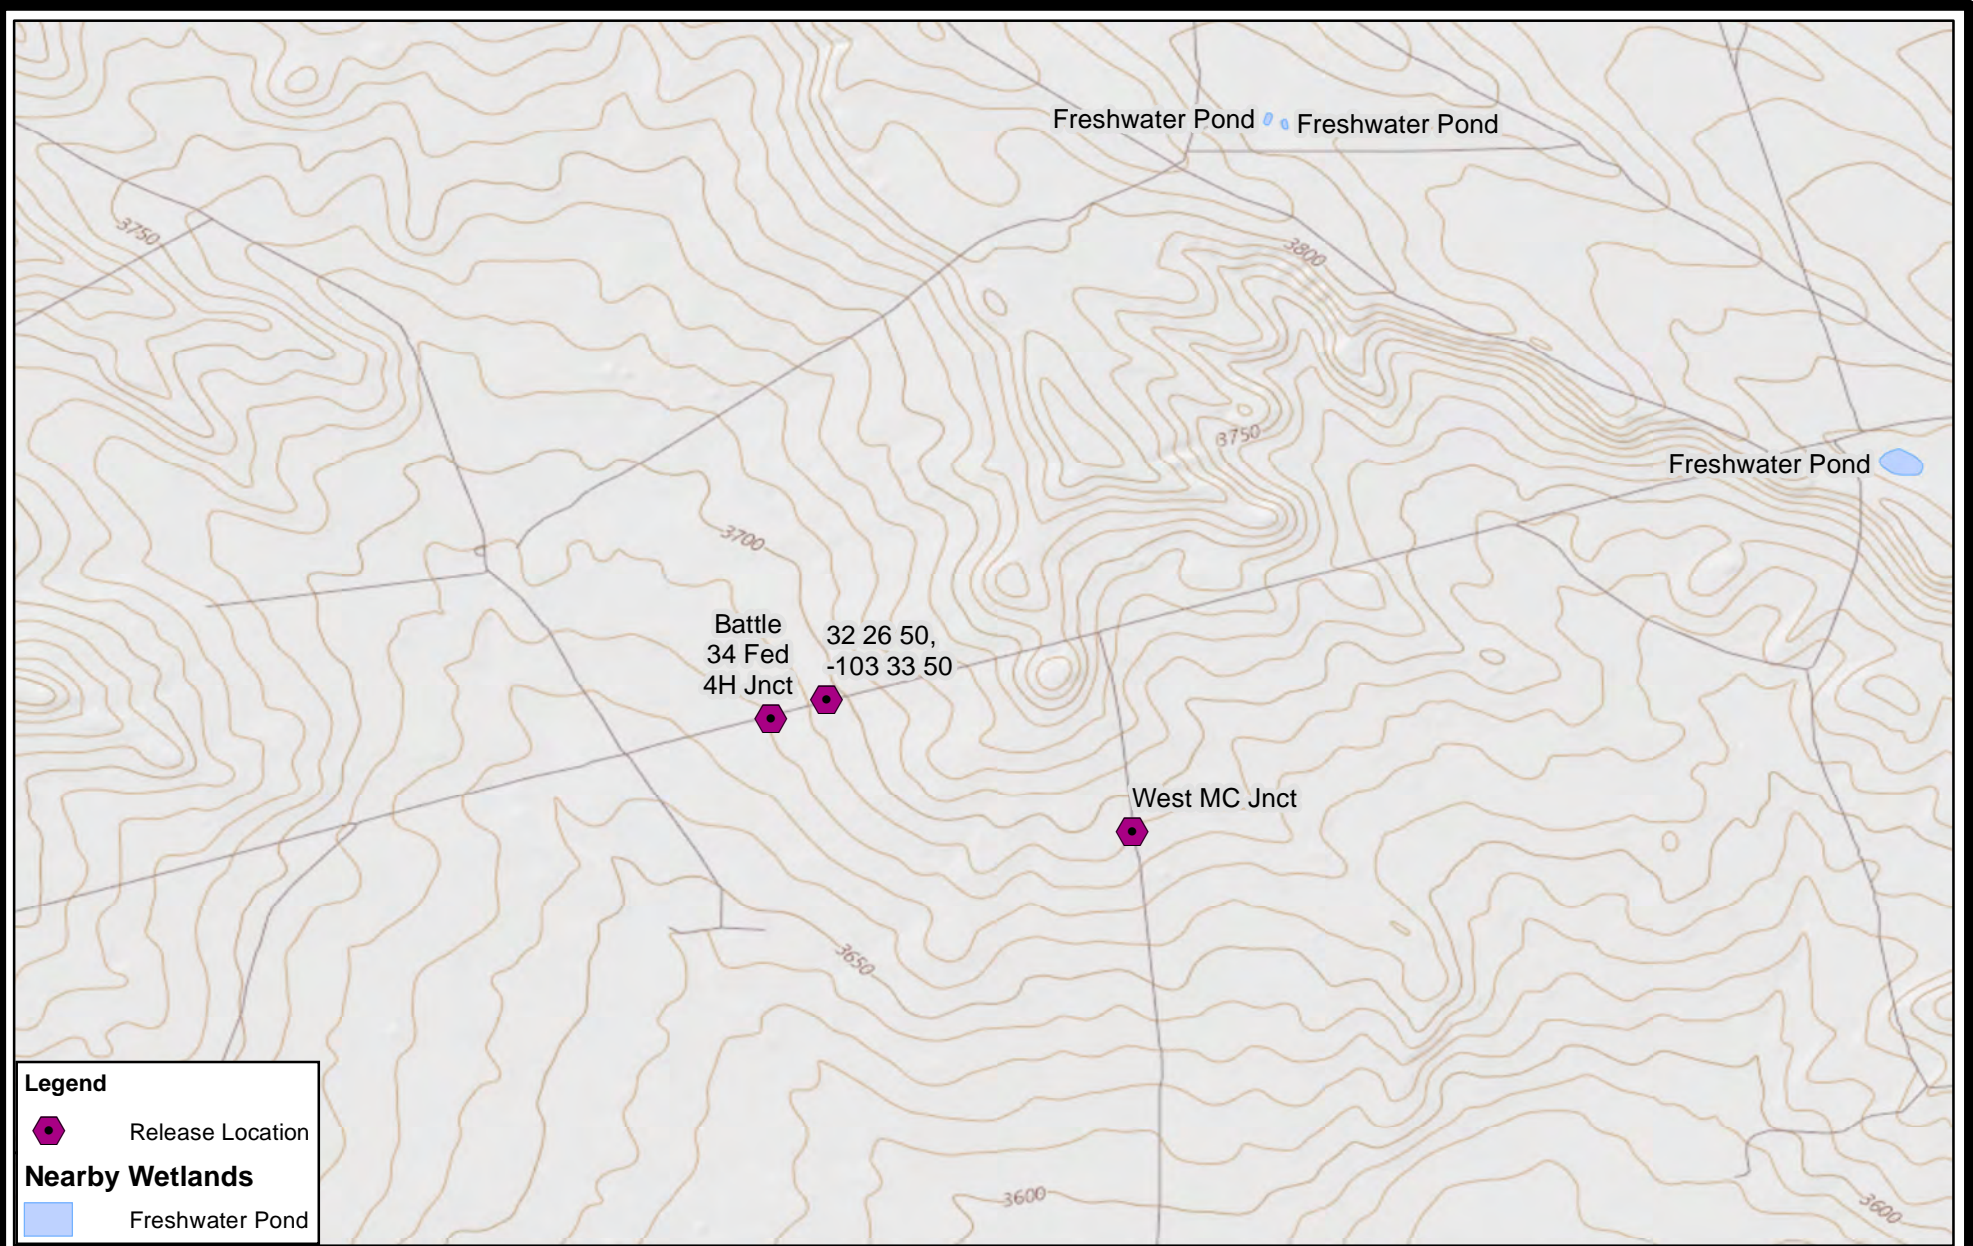 Freshwater Pond
Freshwater Pond
3750
3800
3750
Freshwater Pond
3700
Battle
34 Fed
4H Jnct
32 26 50,
-103 33 50
West MC Jnct
3650
3600
3600
Legend
Release Location
Nearby Wetlands
Freshwater Pond